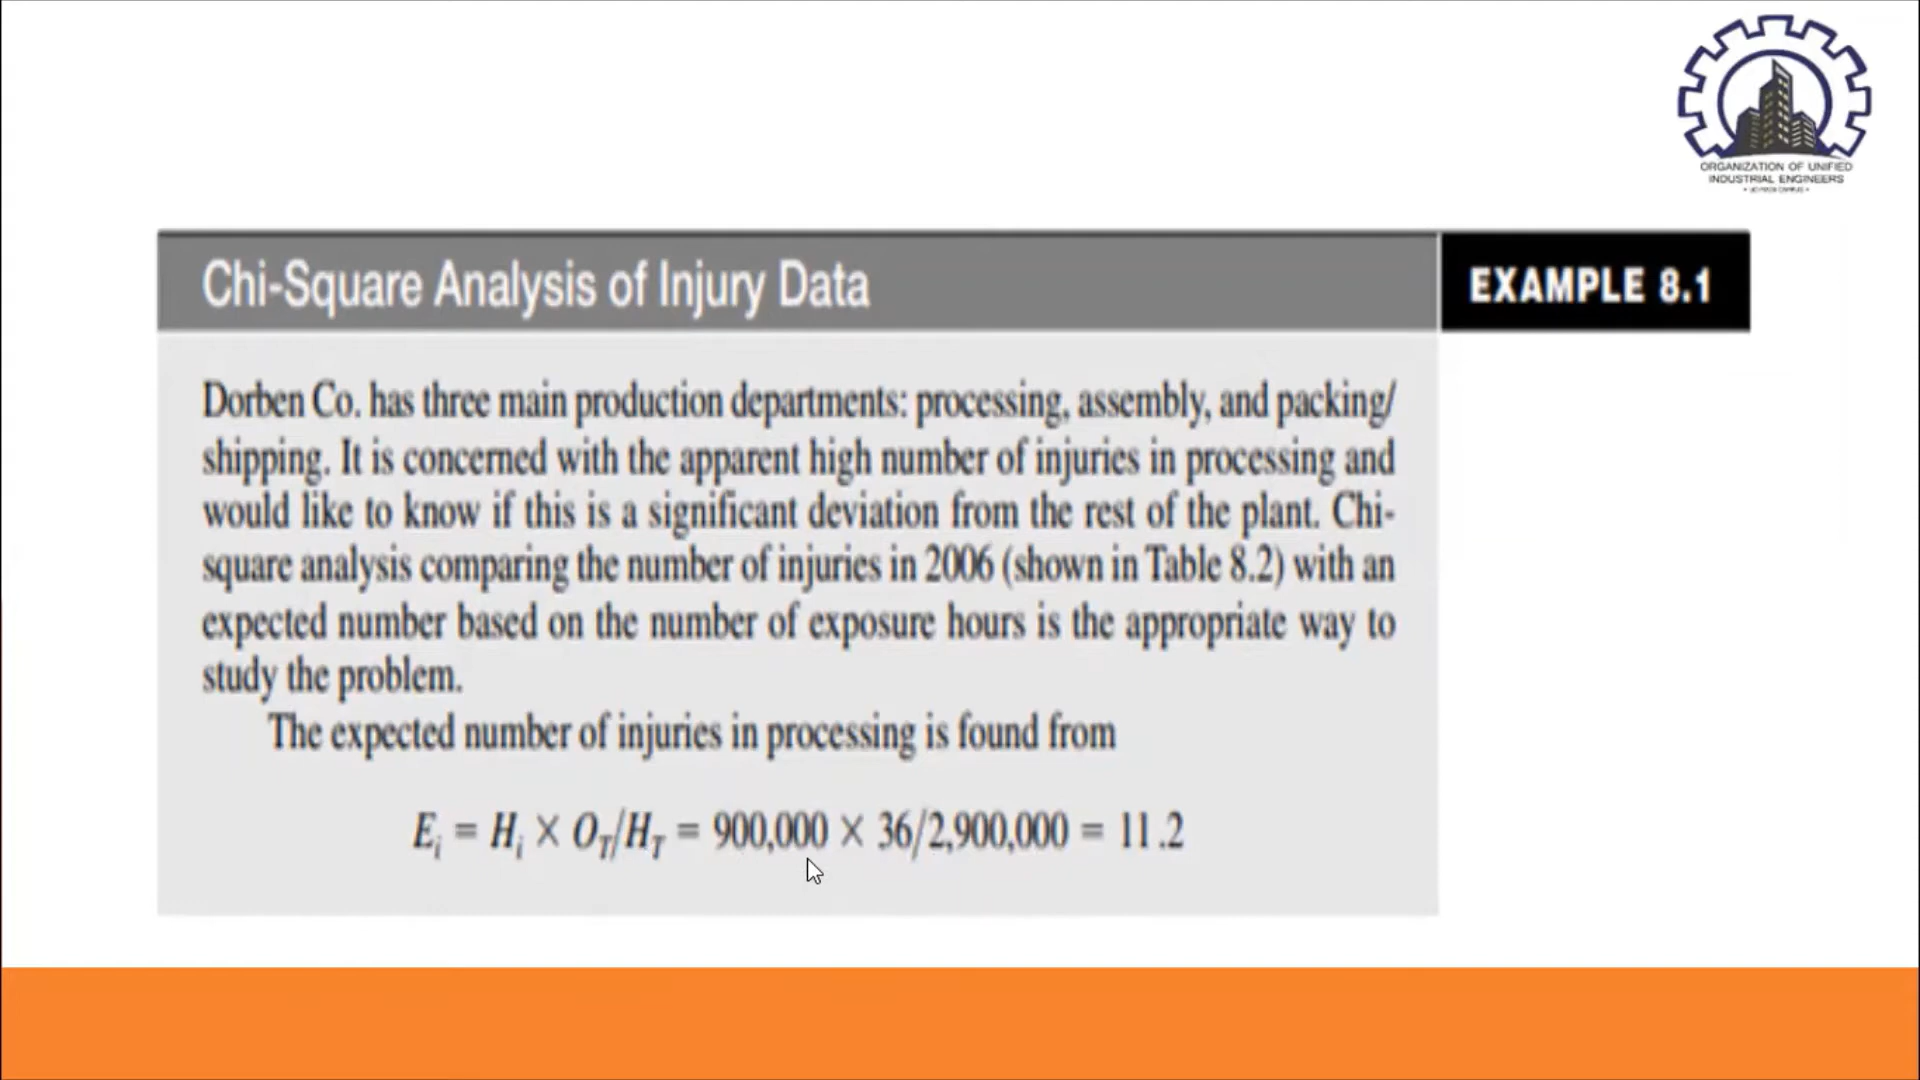 ORGANIZATION OF UNIFIED
INDUSTRIAL ENGINEERS
Chi-Square Analysis of Injury Data
EXAMPLE 8.1
Dorben Co. has three main production departments: processing, assembly, and packing/
shipping. It is concerned with the apparent high number of injuries in processing and
would like to know if this is a significant deviation from the rest of the plant. Chi-
square analysis comparing the number of injuries in 2006 (shown in Table 8.2) with an
expected number based on the number of exposure hours is the appropriate way to
study the problem.
The expected number of injuries in processing is found from
Eᵢ = Hᵢ × O_T/H_T = 900,000 × 36/2,900,000 = 11.2